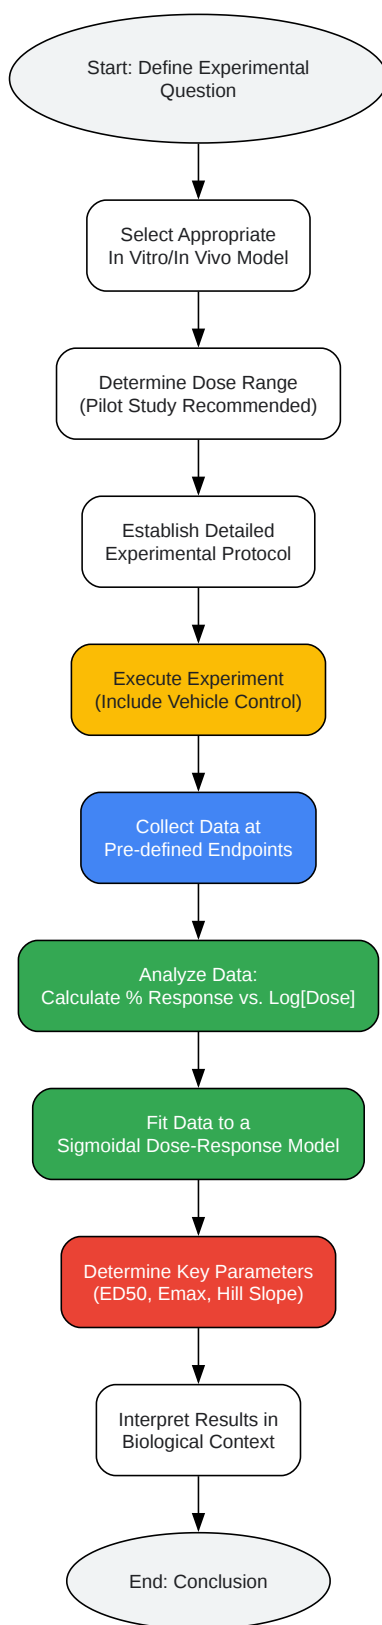 Start: Define Experimental
Question
Select Appropriate
In Vitro/In Vivo Model
Determine Dose Range
(Pilot Study Recommended)
Establish Detailed
Experimental Protocol
Execute Experiment
(Include Vehicle Control)
Collect Data at
Pre-defined Endpoints
Analyze Data:
Calculate % Response vs. Log[Dose]
Fit Data to a
Sigmoidal Dose-Response Model
Determine Key Parameters
(ED50, Emax, Hill Slope)
Interpret Results in
Biological Context
End: Conclusion